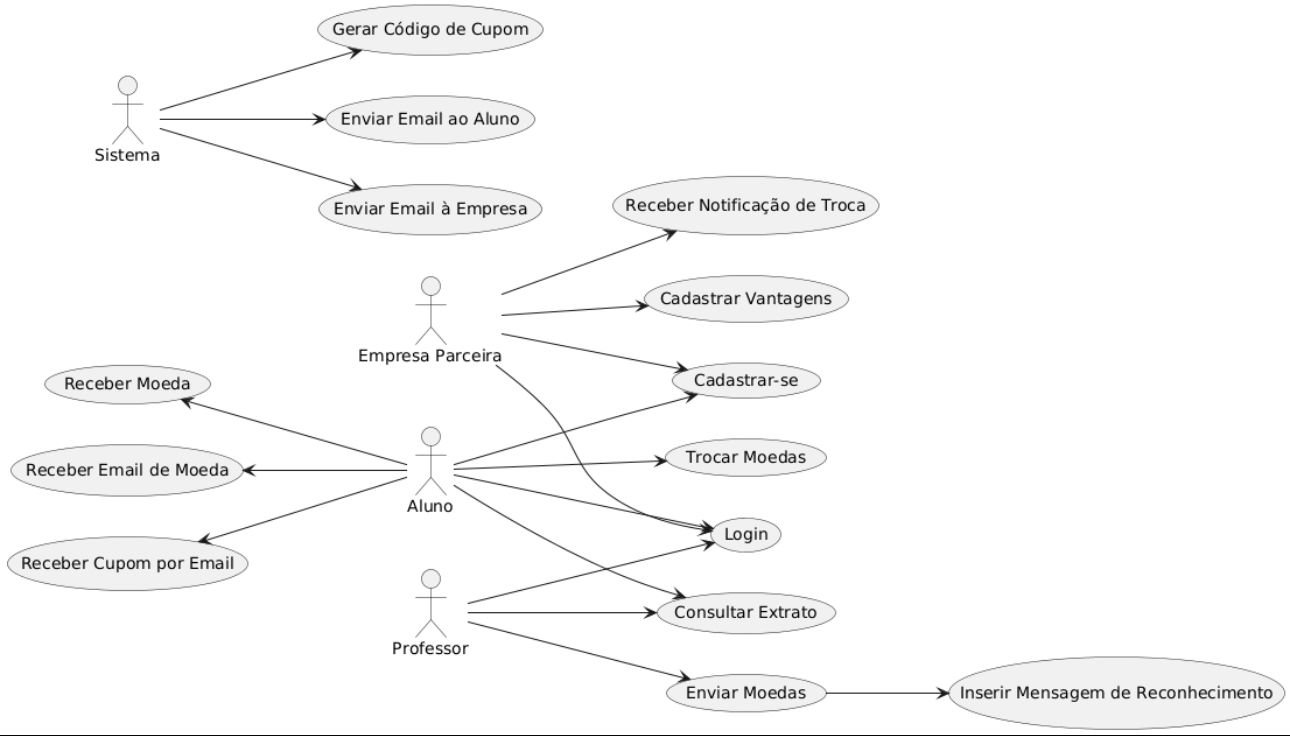 Gerar Código de Cupom
Enviar Email ao Aluno
Sistema
Enviar Email à Empresa
Receber Notificação de Troca
Cadastrar Vantagens
Empresa Parceira
Receber Moeda
Cadastrar-se
Trocar Moedas
Receber Email de Moeda
Aluno
Login
Receber Cupom por Email
Consultar Extrato
Professor
Enviar Moedas
Inserir Mensagem de Reconhecimento